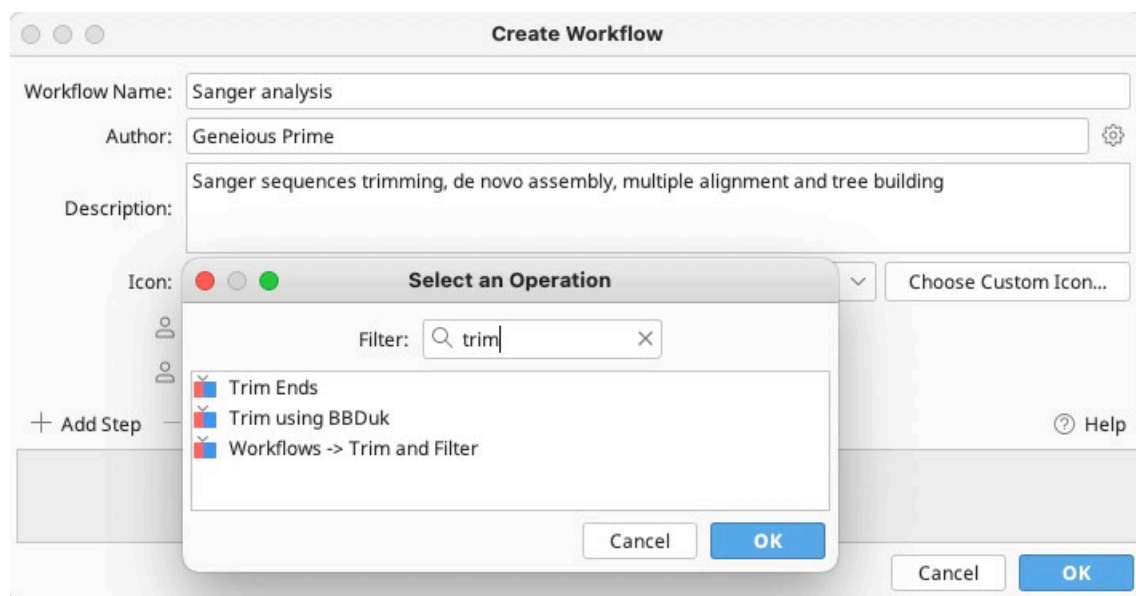 Create Workflow
Workflow Name: Sanger analysis
Author: Geneious Prime
Description: Sanger sequences trimming, de novo assembly, multiple alignment and tree building
Icon: Choose Custom Icon...
Select an Operation
Filter: trim
Trim Ends
Trim using BBDuk
Workflows -> Trim and Filter
Cancel OK
+ Add Step Help
Cancel OK